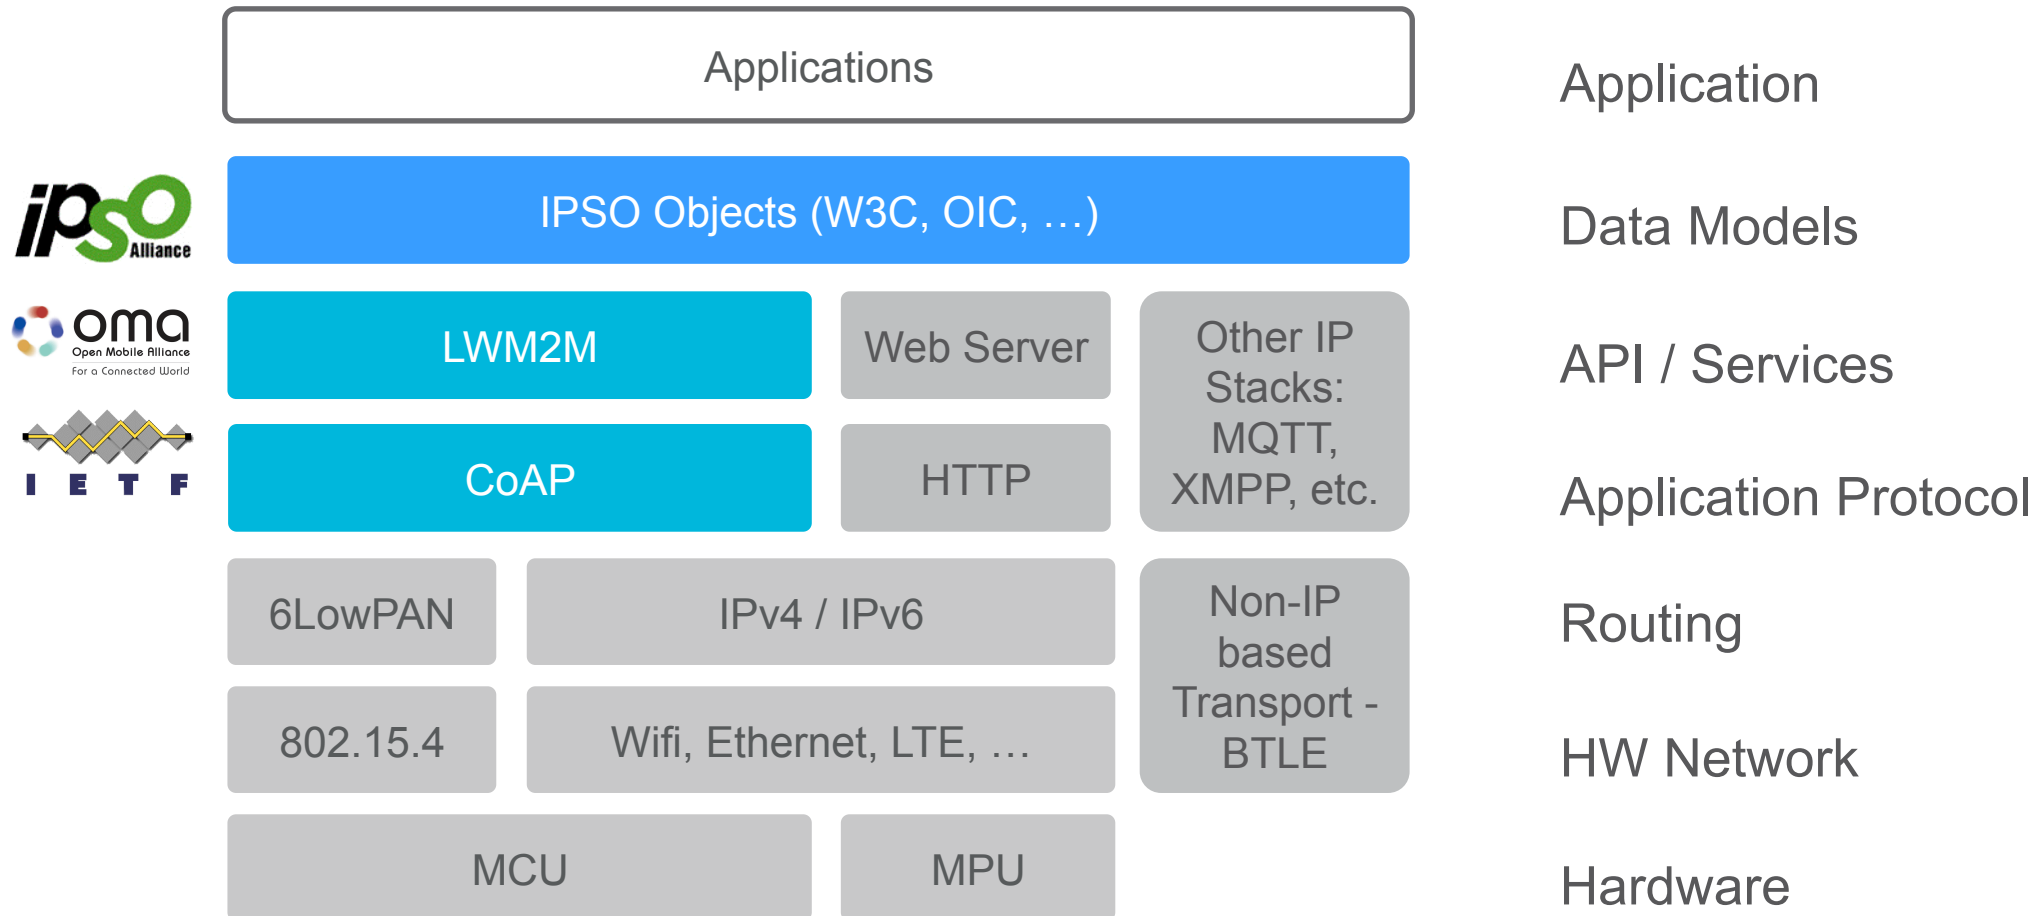 Applications
Application
ipso
Alliance
IPSO Objects (W3C, OIC, …)
Data Models
oma
Open Mobile Alliance
For a Connected World
LWM2M
Web Server
Other IP
Stacks:
MQTT,
XMPP, etc.
API / Services
IETF
CoAP
HTTP
Application Protocol
6LowPAN
IPv4 / IPv6
Non-IP
based
Transport -
BTLE
Routing
802.15.4
Wifi, Ethernet, LTE, …
HW Network
MCU
MPU
Hardware